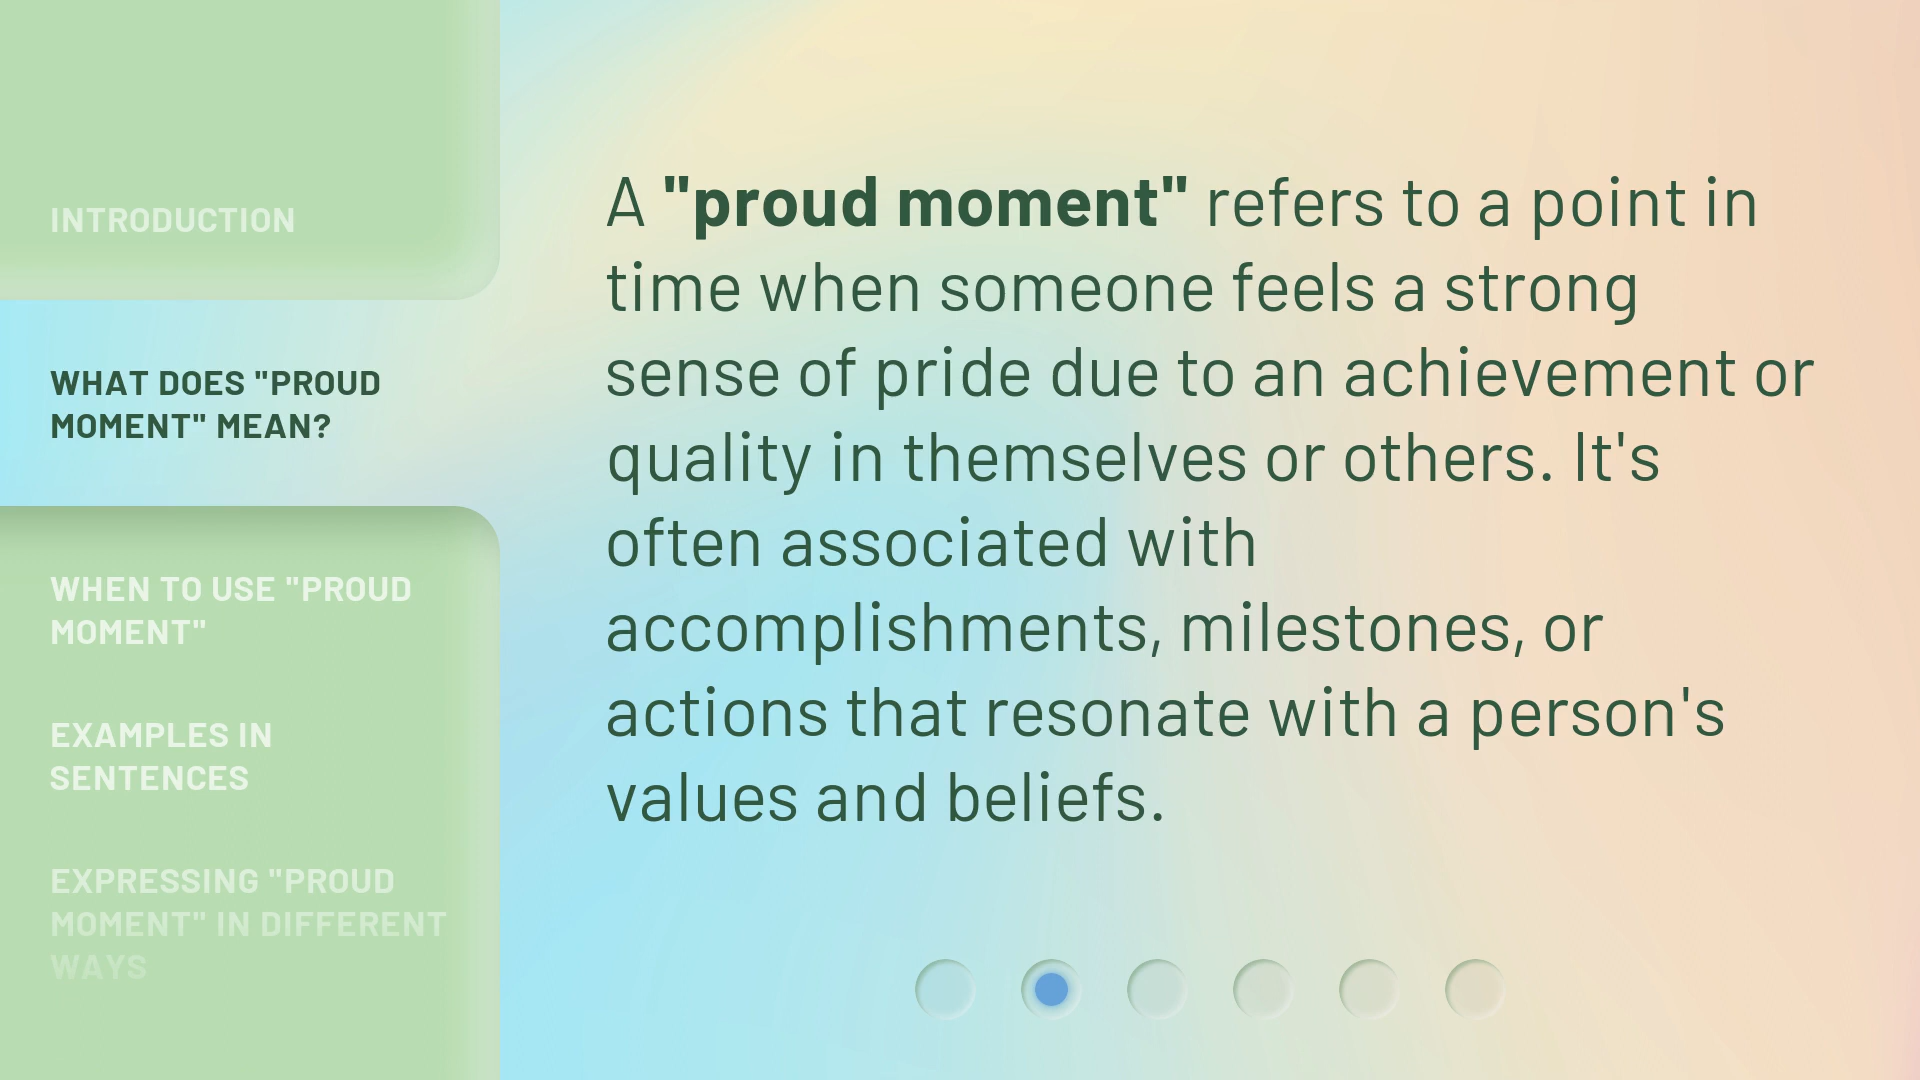 INTRODUCTION
WHAT DOES "PROUD
MOMENT" MEAN?
WHEN TO USE "PROUD
MOMENT"
EXAMPLES IN
SENTENCES
EXPRESSING "PROUD
MOMENT" IN DIFFERENT
WAYS
A "proud moment" refers to a point in
time when someone feels a strong
sense of pride due to an achievement or
quality in themselves or others. It's
often associated with
accomplishments, milestones, or
actions that resonate with a person's
values and beliefs.